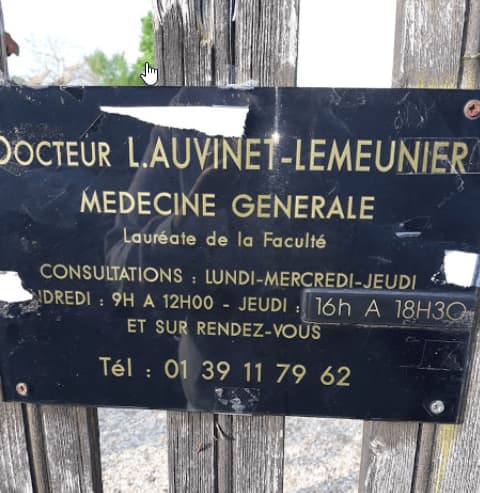 DOCTEUR L.AUVINET-LEMEUNIER
MEDECINE GENERALE
Lauréate de la Faculté
CONSULTATIONS : LUNDI-MERCREDI-JEUDI
NDREDI : 9H A 12H00 - JEUDI : 16h A 18H30
ET SUR RENDEZ-VOUS
Tél : 01 39 11 79 62